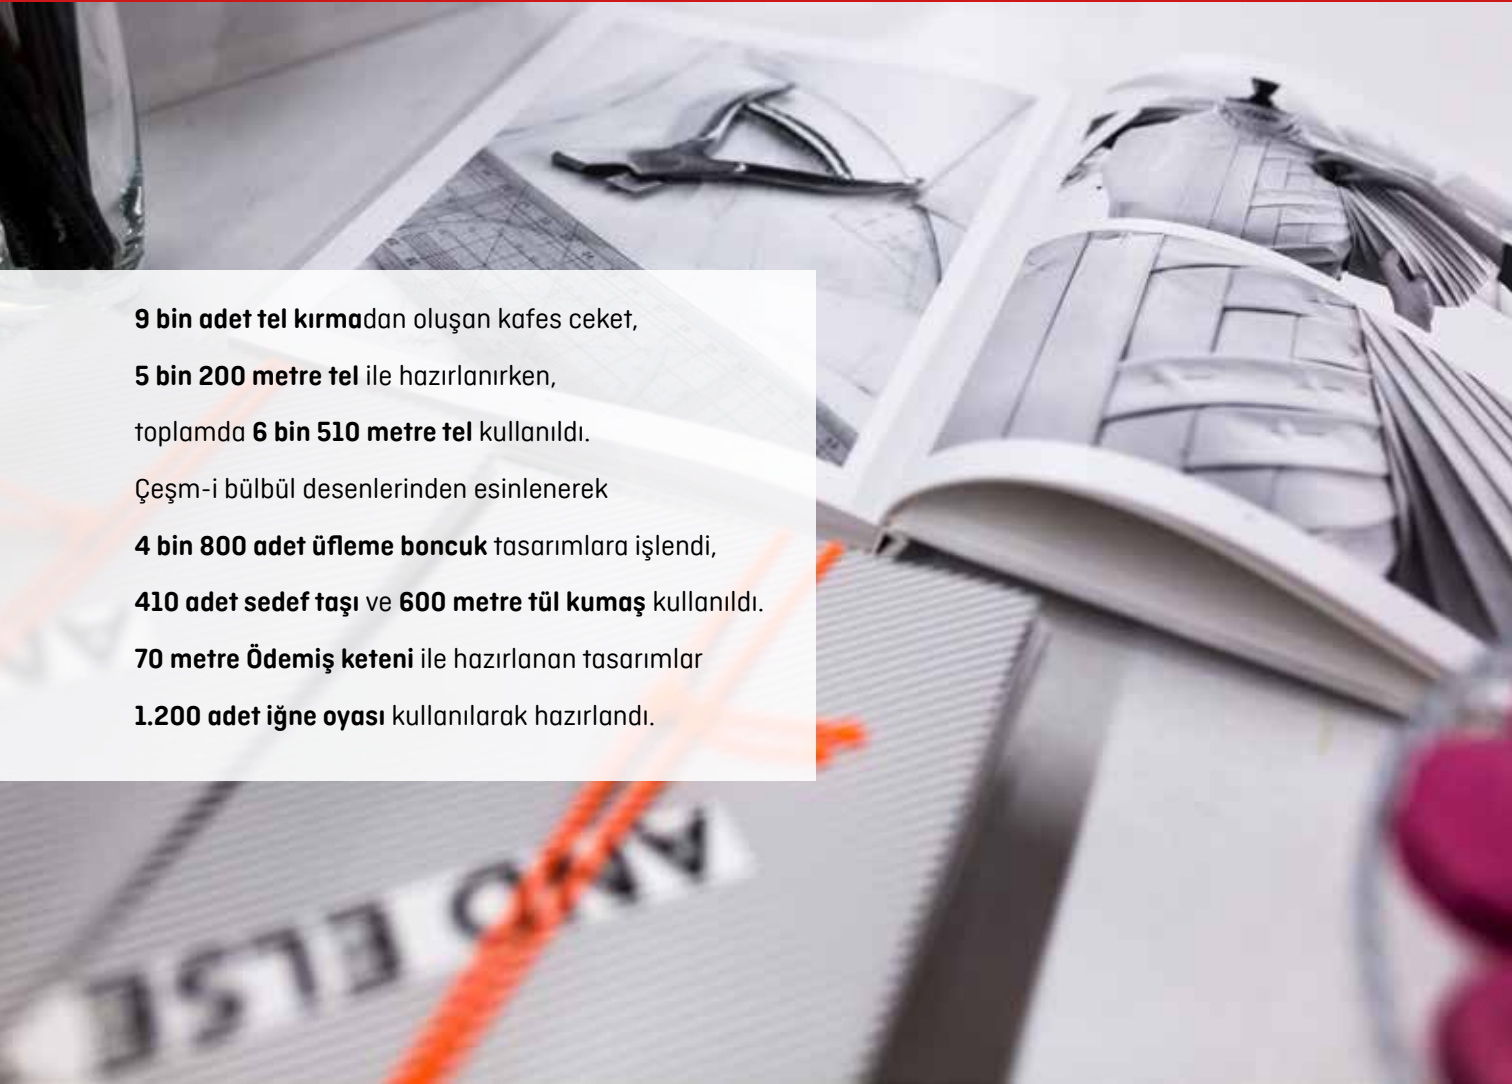 9 bin adet tel kırmadan oluşan kafes ceket,
5 bin 200 metre tel ile hazırlanırken,
toplamda 6 bin 510 metre tel kullanıldı.
Çeşm-i bülbül desenlerinden esinlenerek
4 bin 800 adet üfleme boncuk tasarımlara işlendi,
410 adet sedef taşı ve 600 metre tül kumaş kullanıldı.
70 metre Ödemiş keteni ile hazırlanan tasarımlar
1.200 adet iğne oyası kullanılarak hazırlandı.
AND ELSE